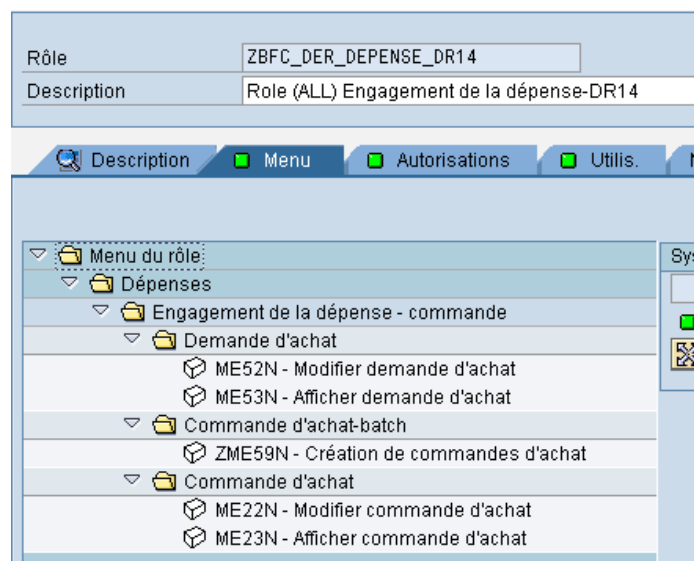 Rôle ZBFC_DER_DEPENSE_DR14
Description Role (ALL) Engagement de la dépense-DR14
Description Menu Autorisations Utilis.
Menu du rôle
Dépenses
Engagement de la dépense - commande
Demande d'achat
ME52N - Modifier demande d'achat
ME53N - Afficher demande d'achat
Commande d'achat-batch
ZME59N - Création de commandes d'achat
Commande d'achat
ME22N - Modifier commande d'achat
ME23N - Afficher commande d'achat